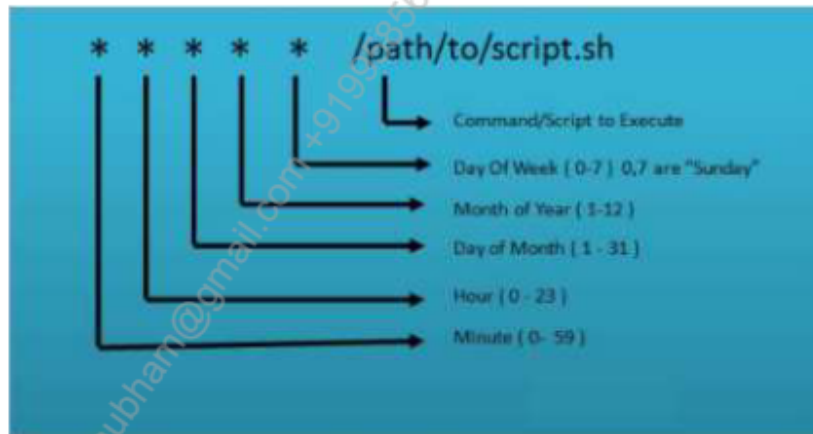 * * * * * /path/to/script.sh
Command/Script to Execute
Day Of Week ( 0-7 ) 0,7 are "Sunday"
Month of Year ( 1-12 )
Day of Month ( 1 - 31 )
Hour ( 0 - 23 )
Minute ( 0- 59 )